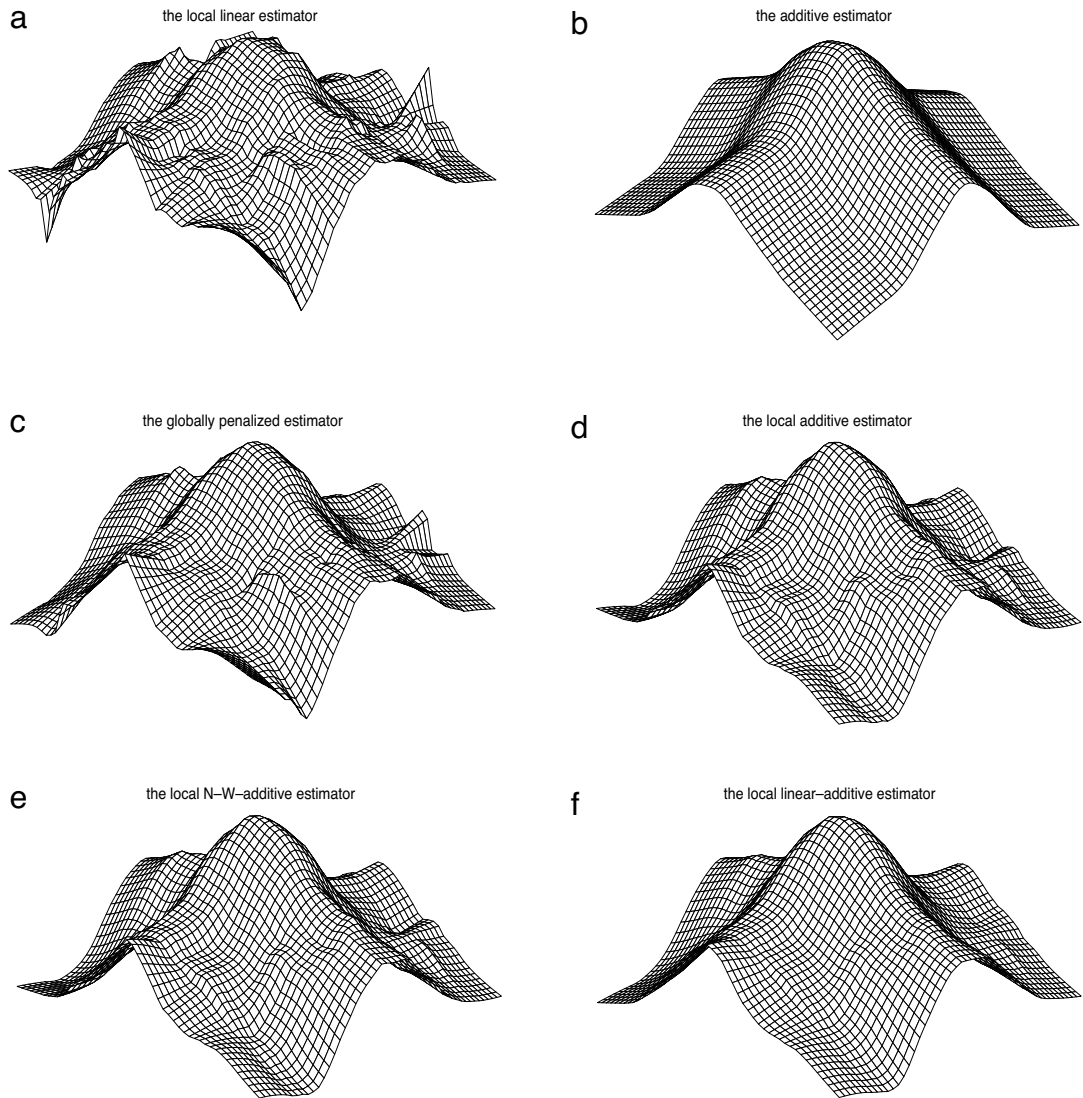 a
the local linear estimator
b
the additive estimator
c
the globally penalized estimator
d
the local additive estimator
e
the local N–W–additive estimator
f
the local linear–additive estimator